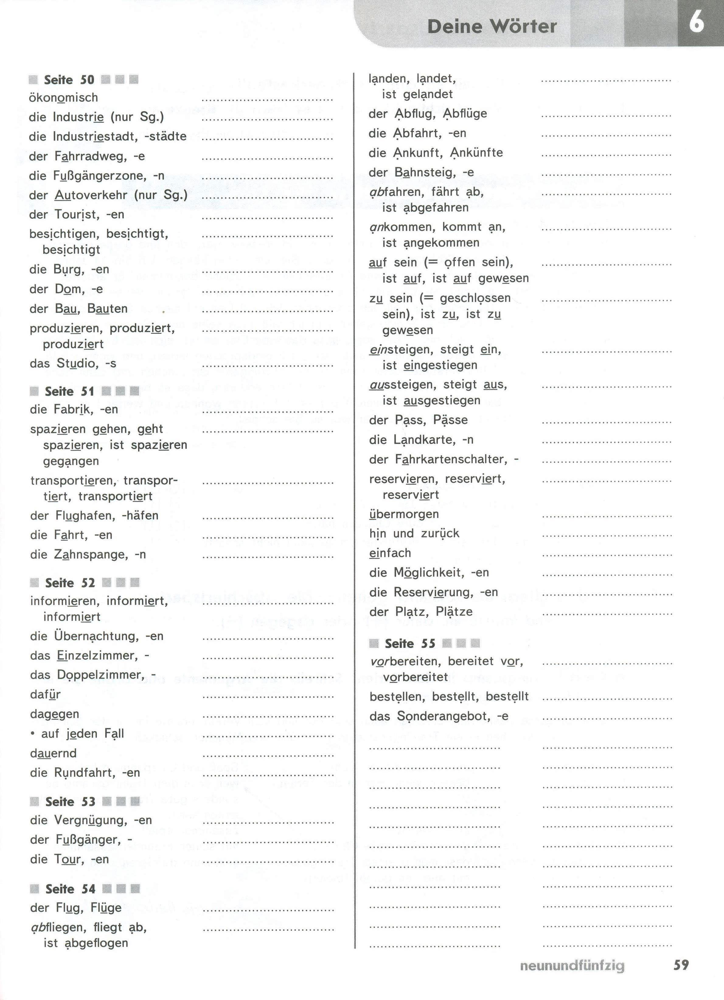 Deine Wörter 6
Seite 50
ökonomisch
die Industrie (nur Sg.)
die Industriestadt, -städte
der Fahrradweg, -e
die Fußgängerzone, -n
der Autoverkehr (nur Sg.)
der Tourist, -en
besichtigen, besichtigt,
besichtigt
die Burg, -en
der Dom, -e
der Bau, Bauten
produzieren, produziert,
produziert
das Studio, -s
Seite 51
die Fabrik, -en
spazieren gehen, geht
spazieren, ist spazieren
gegangen
transportieren, transpor-
tiert, transportiert
der Flughafen, -häfen
die Fahrt, -en
die Zahnspange, -n
Seite 52
informieren, informiert,
informiert
die Übernachtung, -en
das Einzelzimmer, -
das Doppelzimmer, -
dafür
dagegen
• auf jeden Fall
dauernd
die Rundfahrt, -en
Seite 53
die Vergnügung, -en
der Fußgänger, -
die Tour, -en
Seite 54
der Flug, Flüge
abfliegen, fliegt ab,
ist abgeflogen
landen, landet,
ist gelandet
der Abflug, Abflüge
die Abfahrt, -en
die Ankunft, Ankünfte
der Bahnsteig, -e
abfahren, fährt ab,
ist abgefahren
ankommen, kommt an,
ist angekommen
auf sein (= offen sein),
ist auf, ist auf gewesen
zu sein (= geschlossen
sein), ist zu, ist zu
gewesen
einsteigen, steigt ein,
ist eingestiegen
aussteigen, steigt aus,
ist ausgestiegen
der Pass, Pässe
die Landkarte, -n
der Fahrkartenschalter, -
reservieren, reserviert,
reserviert
übermorgen
hin und zurück
einfach
die Möglichkeit, -en
die Reservierung, -en
der Platz, Plätze
Seite 55
vorbereiten, bereitet vor,
vorbereitet
bestellen, bestellt, bestellt
das Sonderangebot, -e
neunundfünfzig 59